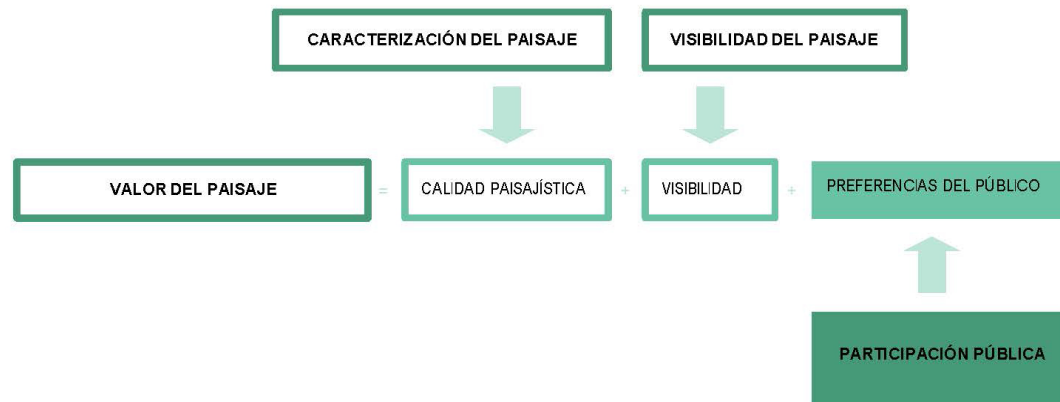 CARACTERIZACIÓN DEL PAISAJE
VISIBILIDAD DEL PAISAJE
VALOR DEL PAISAJE = CALIDAD PAISAJÍSTICA + VISIBILIDAD + PREFERENCIAS DEL PÚBLICO
PARTICIPACIÓN PÚBLICA